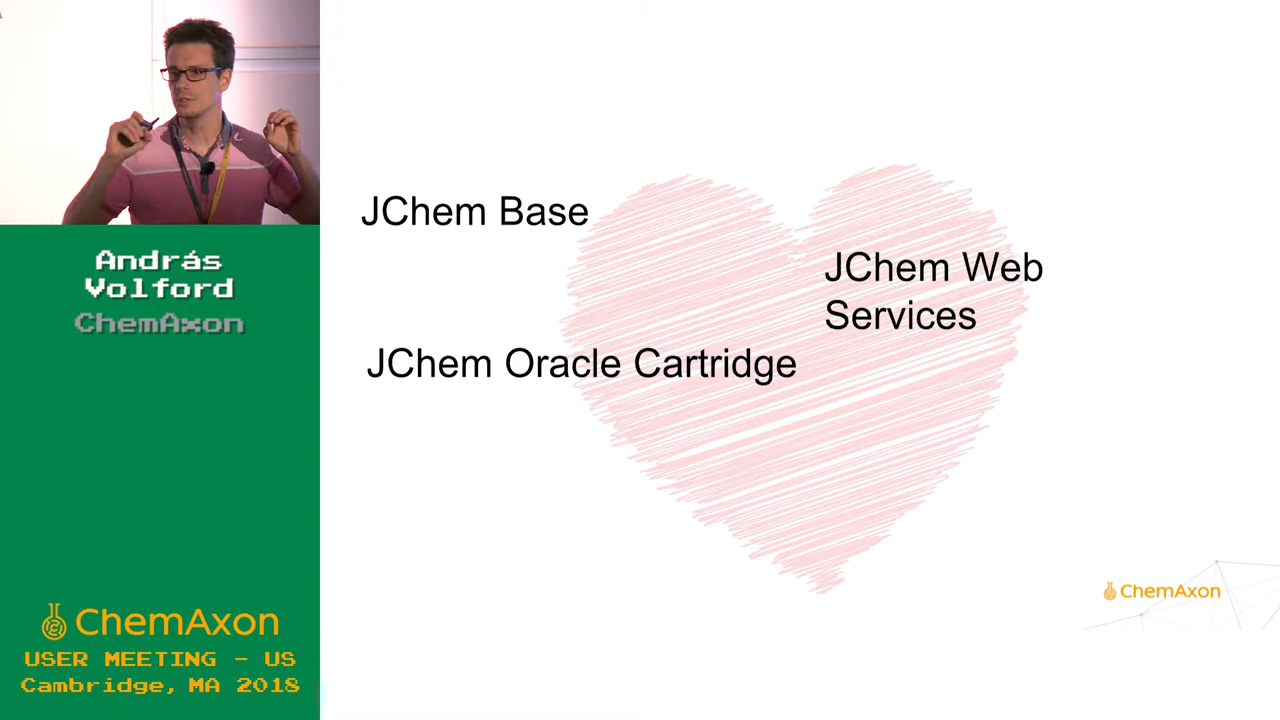 András
Volford
ChemAxon
ChemAxon
USER MEETING - US
Cambridge, MA 2018
JChem Base
JChem Web
Services
JChem Oracle Cartridge
ChemAxon